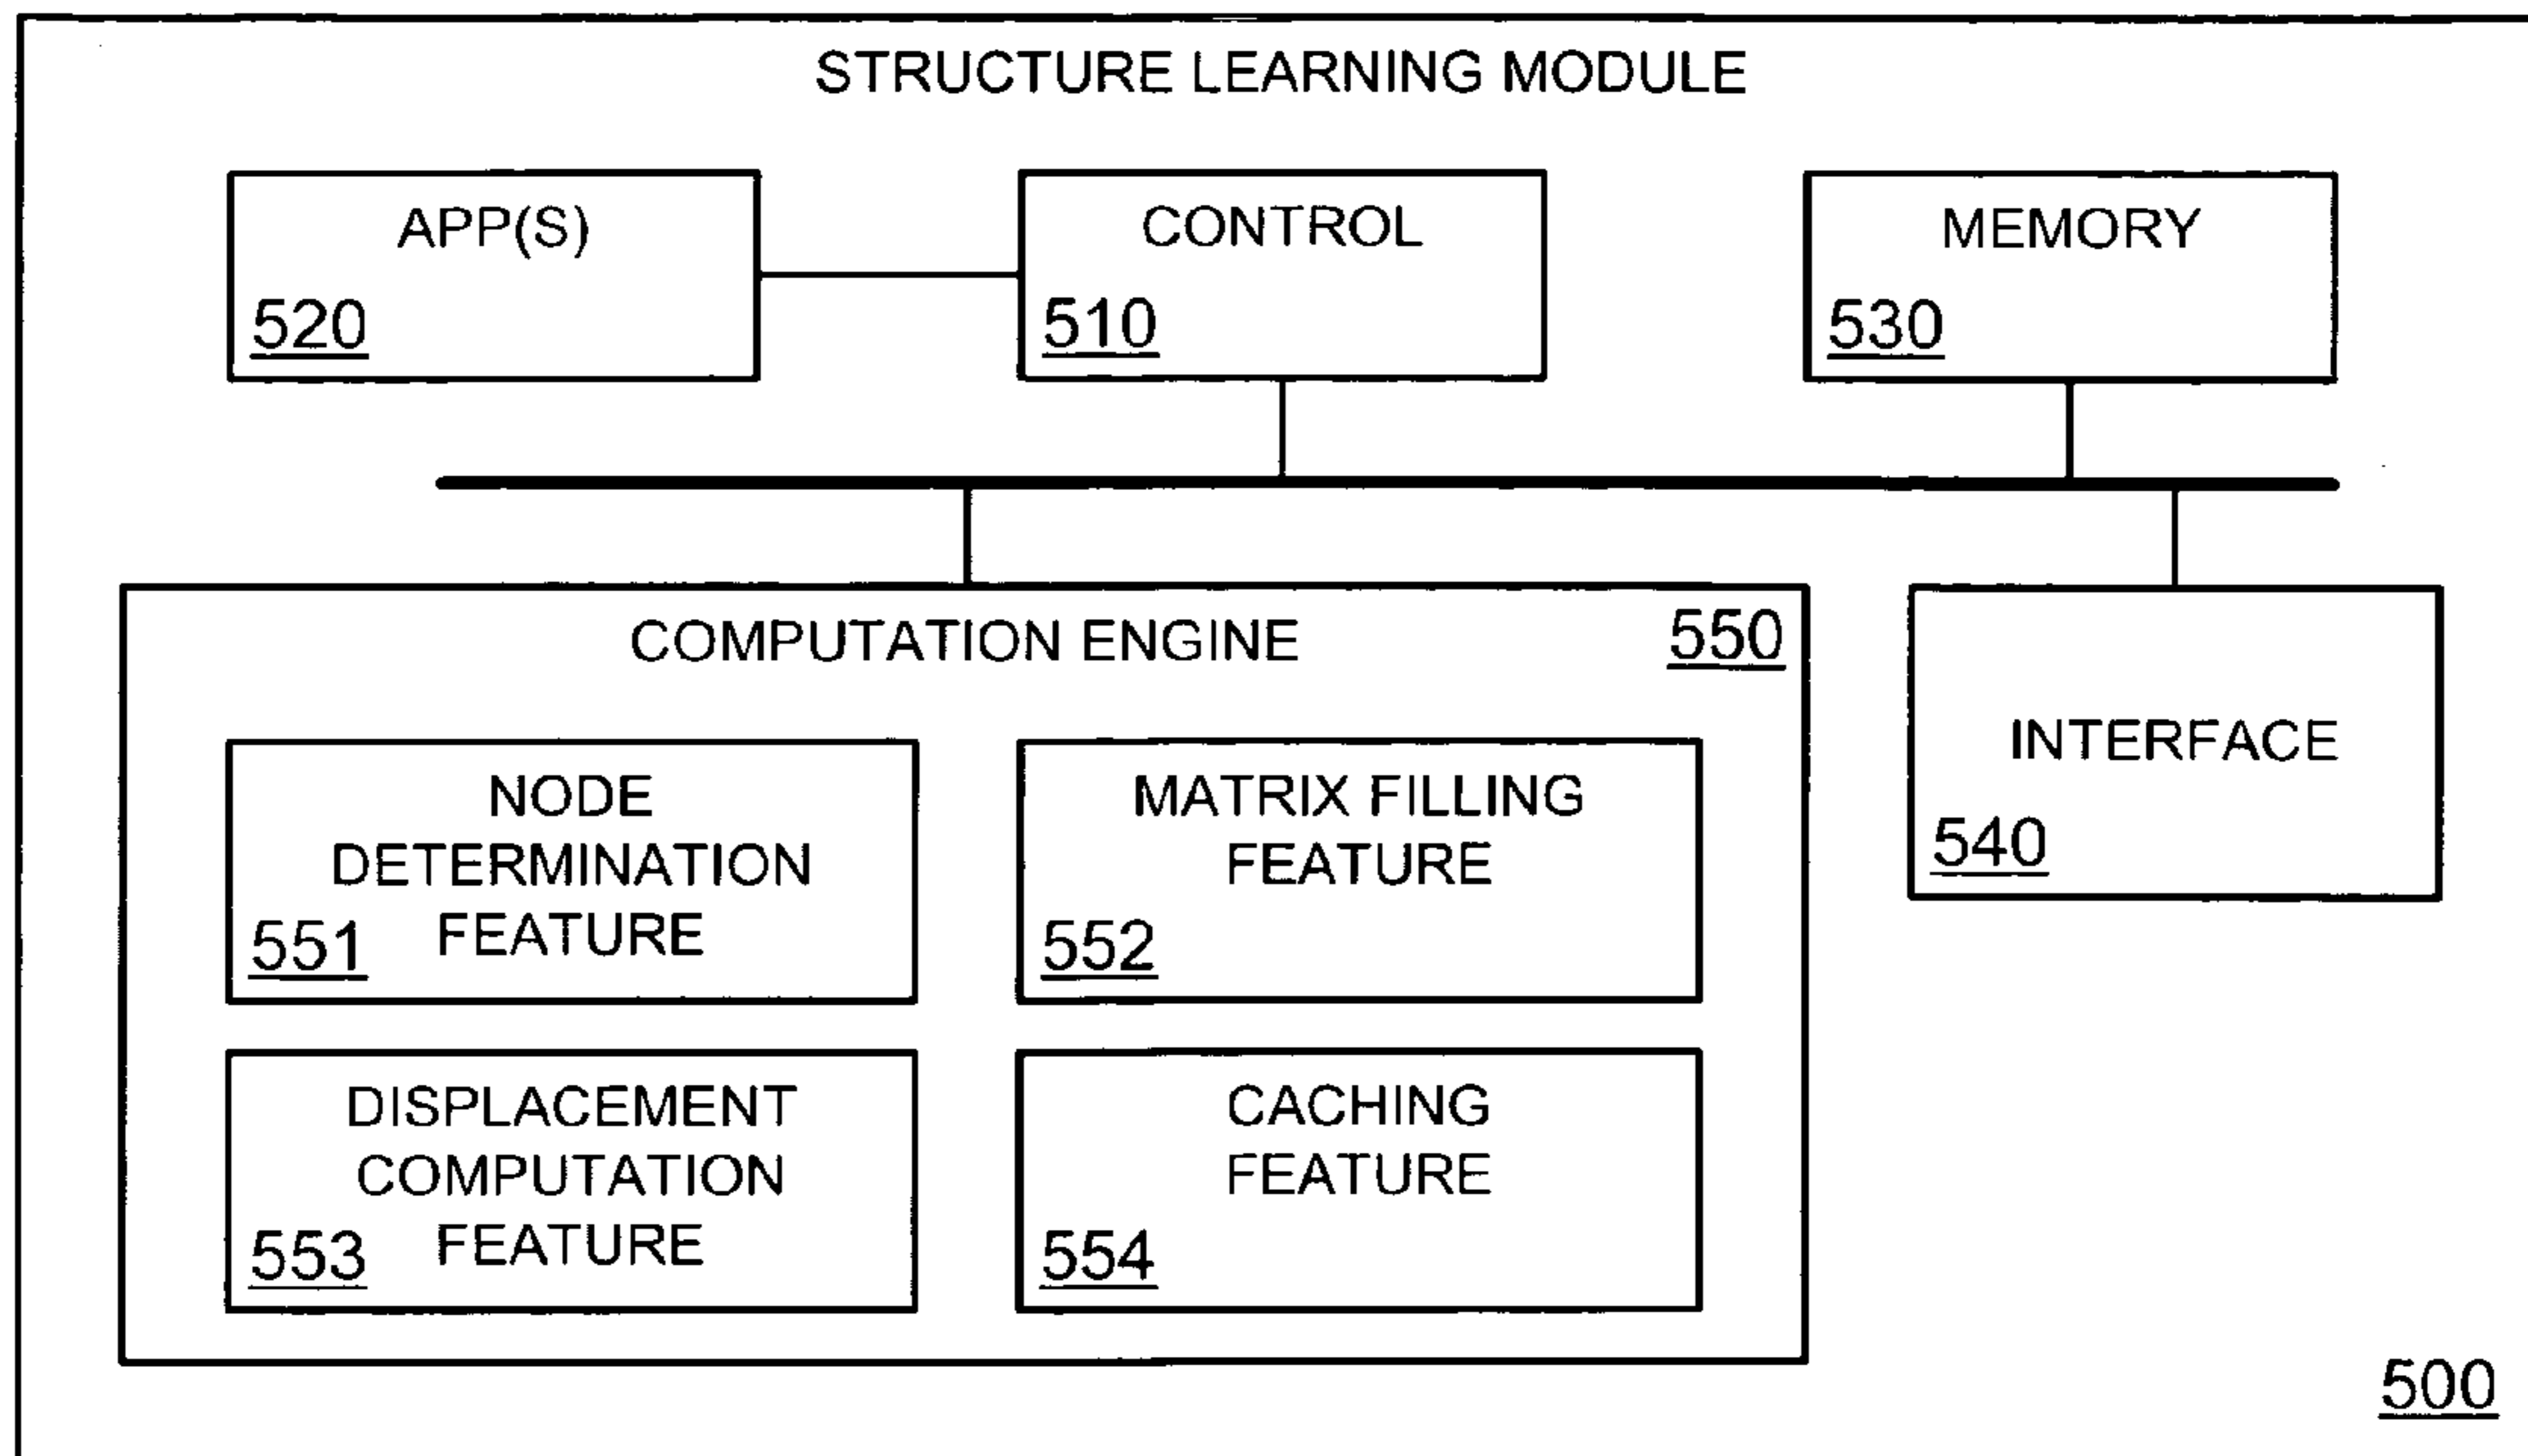 STRUCTURE LEARNING MODULE
APP(S)
520
CONTROL
510
MEMORY
530
COMPUTATION ENGINE
550
NODE
DETERMINATION
FEATURE
551
MATRIX FILLING
FEATURE
552
DISPLACEMENT
COMPUTATION
FEATURE
553
CACHING
FEATURE
554
INTERFACE
540
500